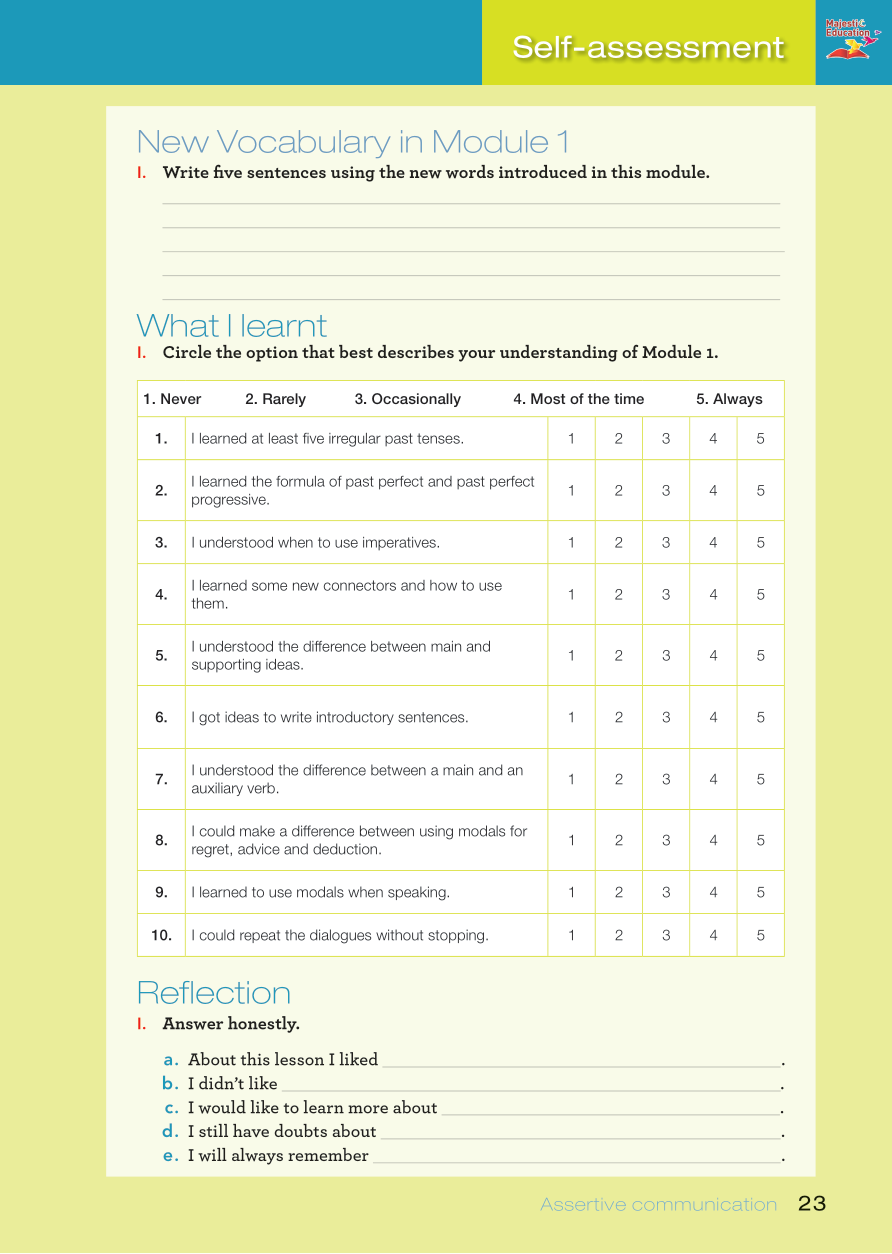 Self-assessment
Majestic
Education
New Vocabulary in Module 1
I. Write five sentences using the new words introduced in this module.
What I learnt
I. Circle the option that best describes your understanding of Module 1.
1. Never 2. Rarely 3. Occasionally 4. Most of the time 5. Always
1. I learned at least five irregular past tenses. 1 2 3 4 5
2. I learned the formula of past perfect and past perfect
progressive. 1 2 3 4 5
3. I understood when to use imperatives. 1 2 3 4 5
4. I learned some new connectors and how to use
them. 1 2 3 4 5
5. I understood the difference between main and
supporting ideas. 1 2 3 4 5
6. I got ideas to write introductory sentences. 1 2 3 4 5
7. I understood the difference between a main and an
auxiliary verb. 1 2 3 4 5
8. I could make a difference between using modals for
regret, advice and deduction. 1 2 3 4 5
9. I learned to use modals when speaking. 1 2 3 4 5
10. I could repeat the dialogues without stopping. 1 2 3 4 5
Reflection
I. Answer honestly.
a. About this lesson I liked .
b. I didn't like .
c. I would like to learn more about .
d. I still have doubts about .
e. I will always remember .
Assertive communication 23